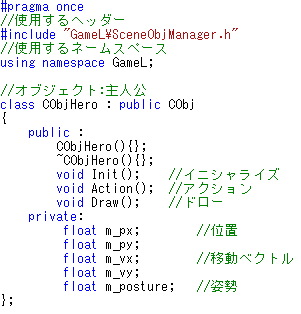 #pragma once
//使用するヘッダー
#include "GameL¥SceneObjManager.h"
//使用するネームスペース
using namespace GameL;

//オブジェクト:主人公
class CObjHero : public CObj
{
    public :
        CObjHero(){};
        ~CObjHero(){};
        void Init();    //イニシャライズ
        void Action();  //アクション
        void Draw();    //ドロー
    private:
         float m_px;        //位置
         float m_py;
         float m_vx;        //移動ベクトル
         float m_vy;
         float m_posture;   //姿勢
};